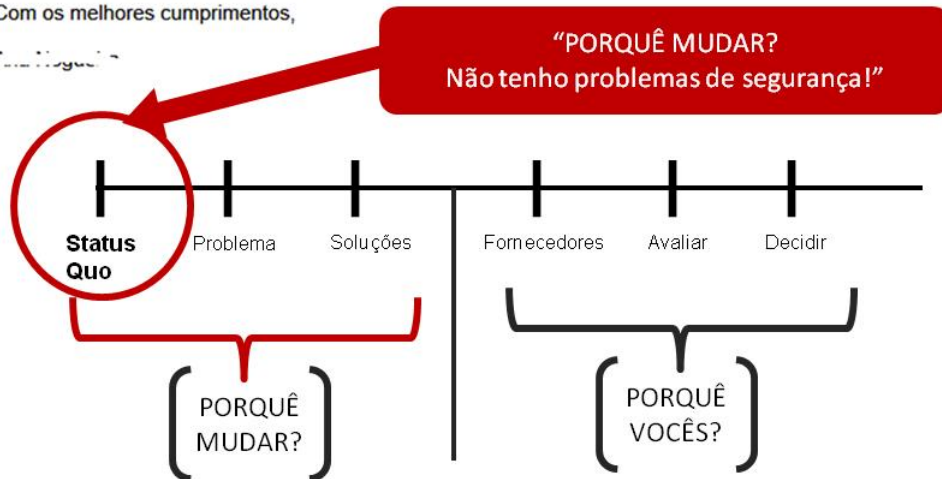 Com os melhores cumprimentos,
“PORQUÊ MUDAR?
Não tenho problemas de segurança!”
Status
Quo
Problema
Soluções
Fornecedores
Avaliar
Decidir
PORQUÊ
MUDAR?
PORQUÊ
VOCÊS?